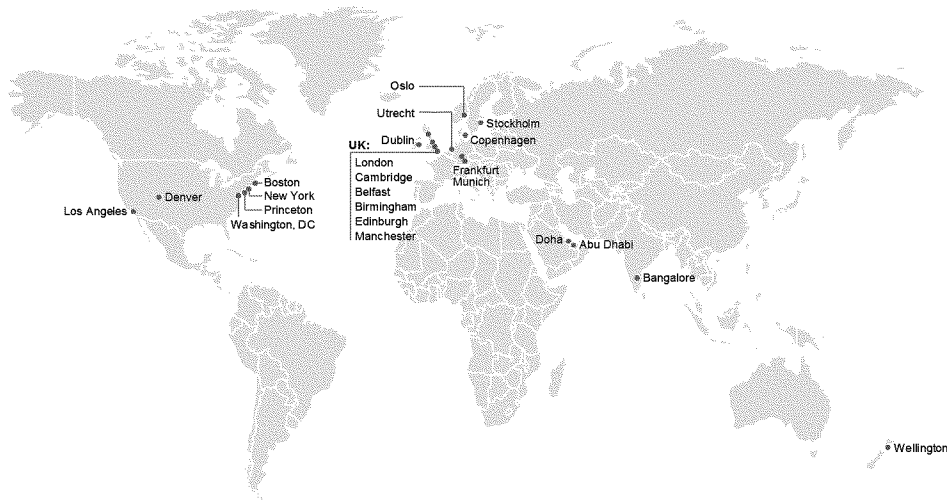 Oslo
Utrecht
Stockholm
Dublin
Copenhagen
UK:
London
Frankfurt
Cambridge
Munich
Belfast
Birmingham
Edinburgh
Manchester
Boston
Denver
New York
Los Angeles
Princeton
Washington, DC
Doha
Abu Dhabi
Bangalore
Wellington